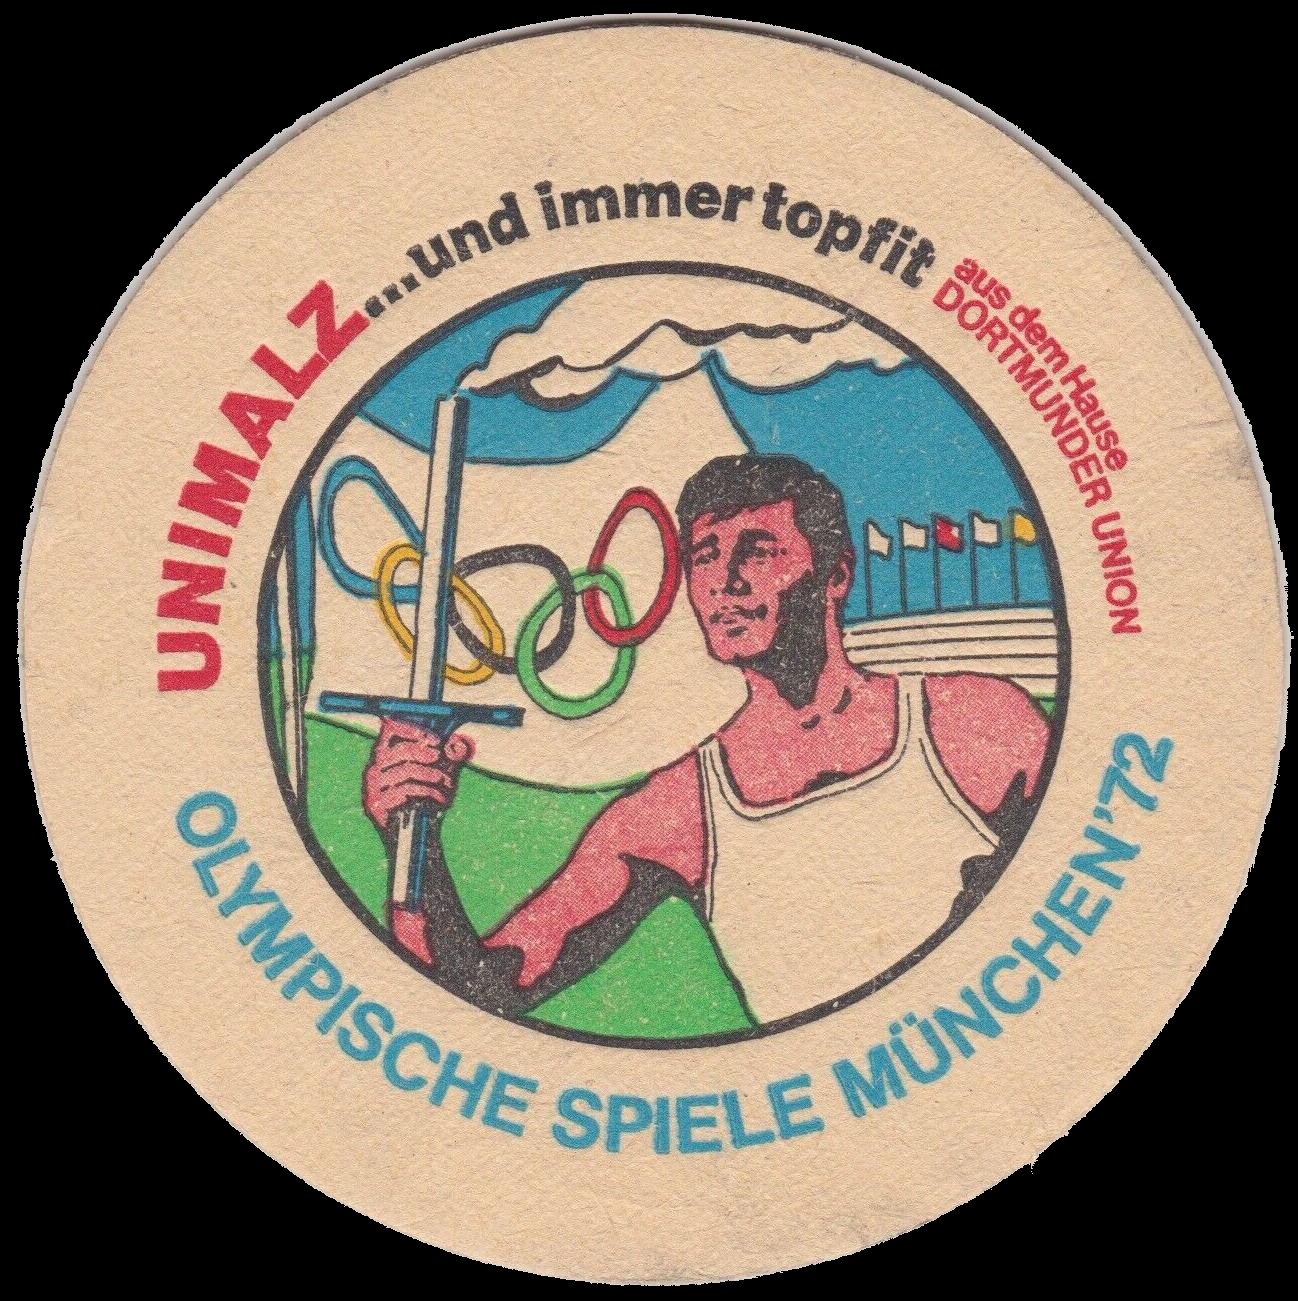 UNIMALZ...und immer topfit
aus dem Hause
DORTMUNDER UNION
OLYMPISCHE SPIELE MÜNCHEN'72